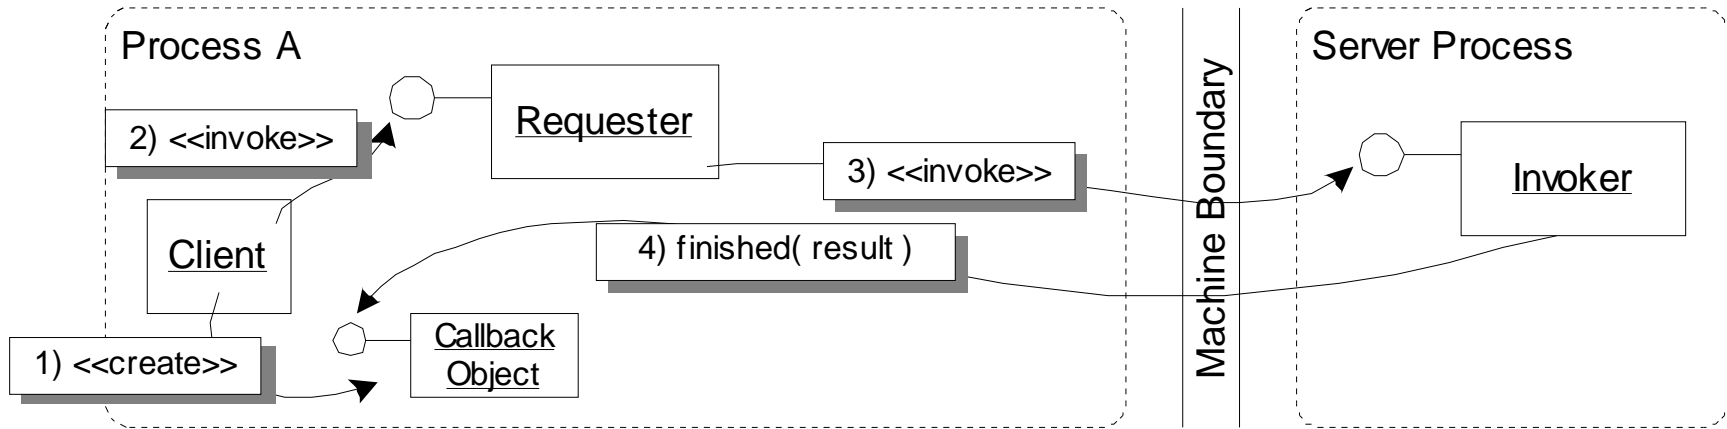 Process A
Server Process
Requester
2) <<invoke>>
3) <<invoke>>
Invoker
Machine Boundary
Client
4) finished( result )
Callback
Object
1) <<create>>